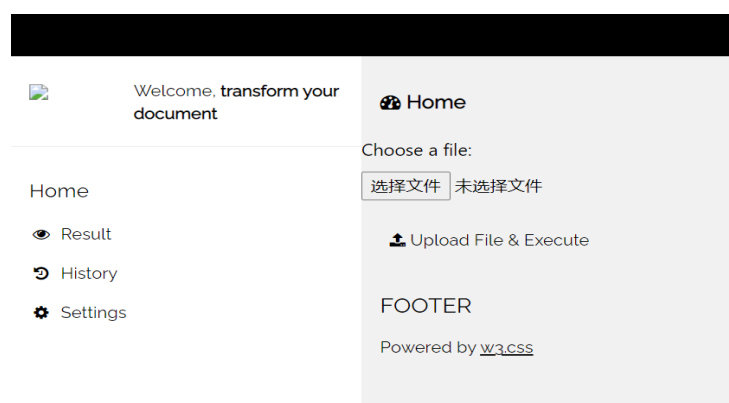 Welcome, transform your
document
Home
Result
History
Settings
Home
Choose a file:
选择文件 未选择文件
Upload File & Execute
FOOTER
Powered by w3.css